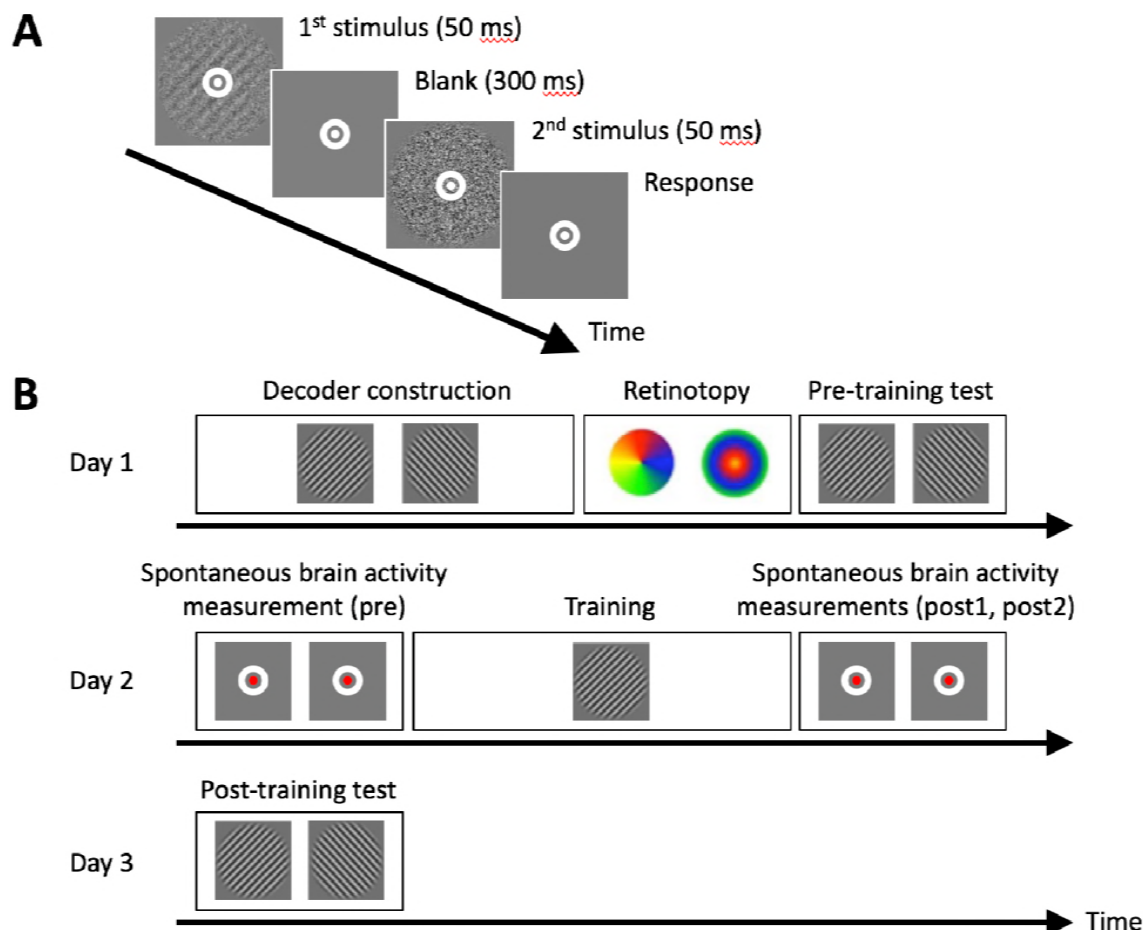 A
1st stimulus (50 ms)
Blank (300 ms)
2nd stimulus (50 ms)
Response
Time
B
Decoder construction
Retinotopy
Pre-training test
Day 1
Spontaneous brain activity
measurement (pre)
Training
Spontaneous brain activity
measurements (post1, post2)
Day 2
Post-training test
Day 3
Time